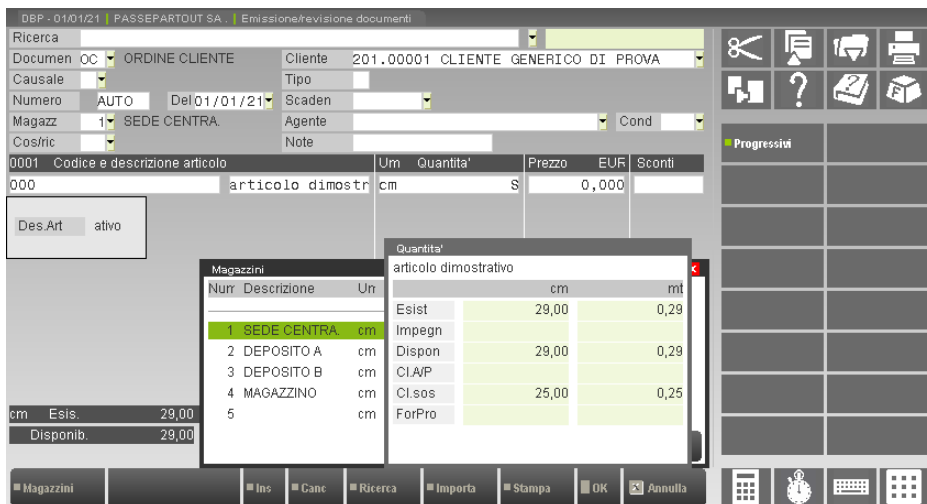 DBP - 01/01/21 | PASSEPARTOUT SA . | Emissione/revisione documenti
Ricerca
Documen OC ORDINE CLIENTE Cliente 201.00001 CLIENTE GENERICO DI PROVA
Causale Tipo
Numero AUTO Del 01/01/21 Scaden
Magazz 1 SEDE CENTRA. Agente Cond
Cos/ric Note
Progressivi
0001 Codice e descrizione articolo Um Quantita' Prezzo EUR Sconti
000 articolo dimostr cm S 0,000
Des.Art ativo
Magazzini
Num Descrizione Um
1 SEDE CENTRA. cm
2 DEPOSITO A cm
3 DEPOSITO B cm
4 MAGAZZINO cm
5 cm
Quantita'
articolo dimostrativo
cm mt
Esist 29,00 0,29
Impegn
Dispon 29,00 0,29
Cl.A/P
Cl.sos 25,00 0,25
ForPro
cm Esis. 29,00
Disponib. 29,00
Magazzini Ins Canc Ricerca Importa Stampa OK Annulla